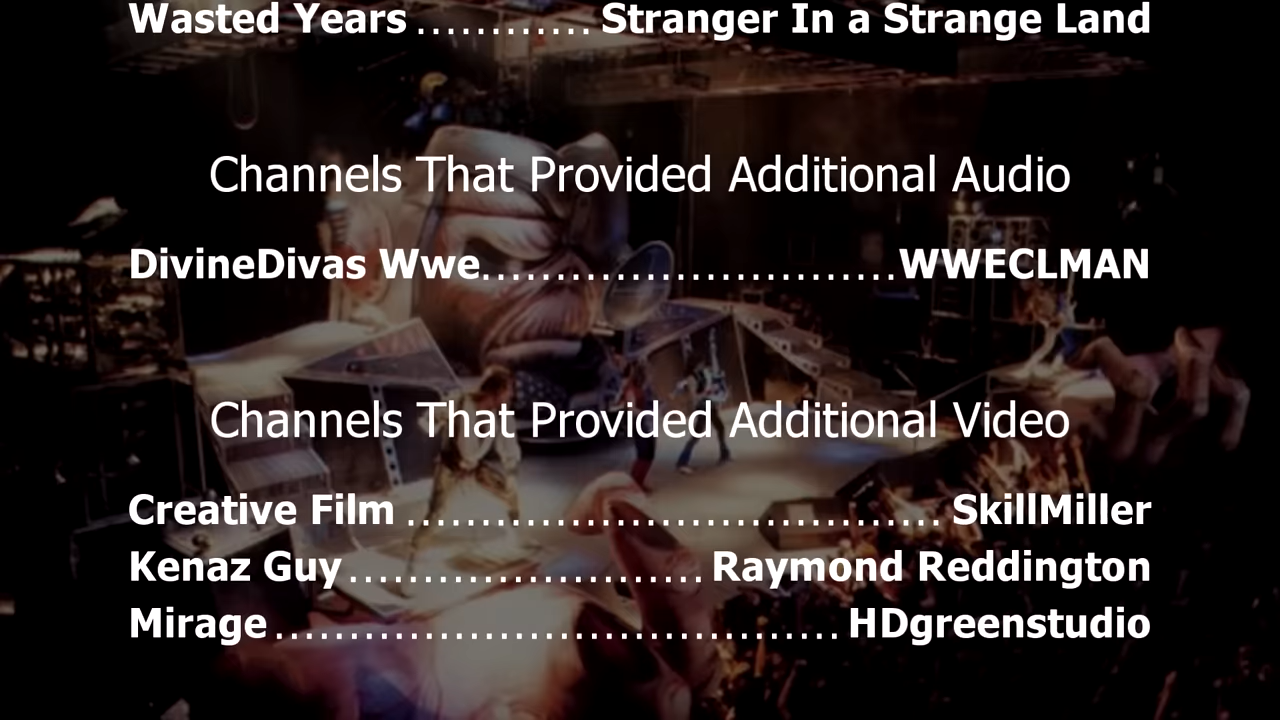 Wasted Years ............ Stranger In a Strange Land
Channels That Provided Additional Audio
DivineDivas Wwe............................WWECLMAN
Channels That Provided Additional Video
Creative Film .................................... SkillMiller
Kenaz Guy........................ Raymond Reddington
Mirage...................................... HDgreenstudio